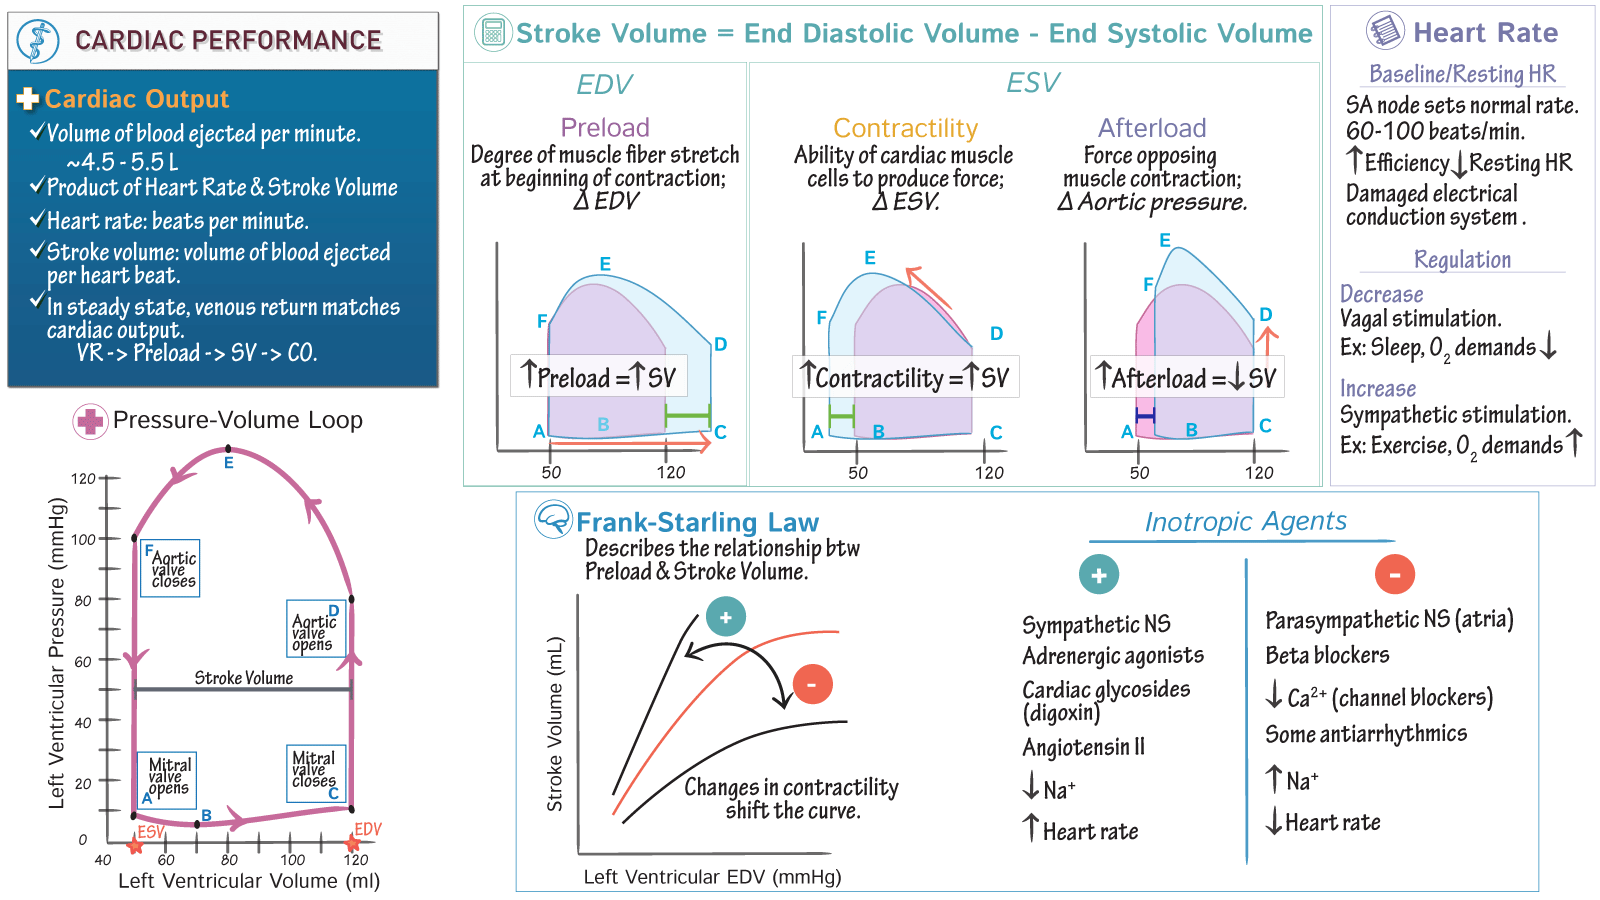 CARDIAC PERFORMANCE
Cardiac Output
Volume of blood ejected per minute.
~4.5 - 5.5 L
Product of Heart Rate & Stroke Volume
Heart rate: beats per minute.
Stroke volume: volume of blood ejected
per heart beat.
In steady state, venous return matches
cardiac output.
VR -> Preload -> SV -> CO.
Stroke Volume = End Diastolic Volume - End Systolic Volume
EDV
Preload
Degree of muscle fiber stretch
at beginning of contraction;
Δ EDV
E
F
D
↑Preload =↑SV
A
B
C
50
120
ESV
Contractility
Ability of cardiac muscle
cells to produce force;
Δ ESV.
E
F
D
↑Contractility =↑SV
A
B
C
50
120
Afterload
Force opposing
muscle contraction;
Δ Aortic pressure.
E
F
D
↑Afterload =↓SV
A
B
C
50
120
Heart Rate
Baseline/Resting HR
SA node sets normal rate.
60-100 beats/min.
↑Efficiency↓Resting HR
Damaged electrical
conduction system .
Regulation
Decrease
Vagal stimulation.
Ex: Sleep, O2 demands↓
Increase
Sympathetic stimulation.
Ex: Exercise, O2 demands↑
Pressure-Volume Loop
Left Ventricular Pressure (mmHg)
120
100
80
60
40
20
0
E
F
Aortic
valve
closes
D
Aortic
valve
opens
Stroke Volume
Mitral
valve
opens
A
Mitral
valve
closes
C
B
ESV
EDV
40
60
80
100
120
Left Ventricular Volume (ml)
Frank-Starling Law
Describes the relationship btw
Preload & Stroke Volume.
+
-
Stroke Volume (mL)
Changes in contractility
shift the curve.
Left Ventricular EDV (mmHg)
Inotropic Agents
+
Sympathetic NS
Adrenergic agonists
Cardiac glycosides
(digoxin)
Angiotensin II
↓Na+
↑Heart rate
-
Parasympathetic NS (atria)
Beta blockers
↓Ca2+ (channel blockers)
Some antiarrhythmics
↑Na+
↓Heart rate